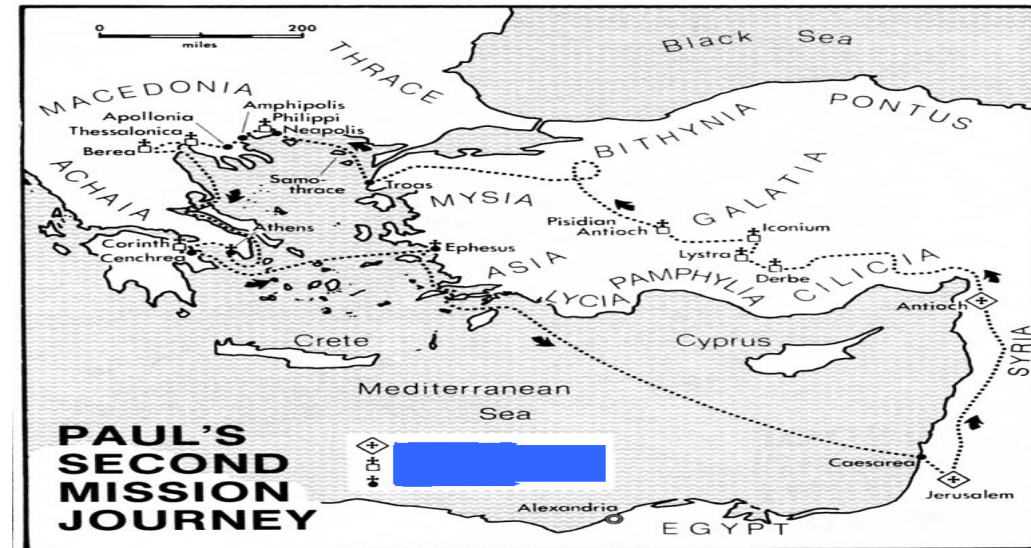 0 200
miles
Black Sea
THRACE
MACEDONIA
PONTUS
BITHYNIA
Amphipolis
Apollonia
Philippi
Thessalonica
Neapolis
Berea
GALATIA
Samo-
thrace
Troas
MYSIA
ACHAIA
Pisidian
Antioch
Iconium
Athens
Corinth
Cenchrea
Ephesus
Lystra
Derbe
ASIA
PAMPHYLIA
CILICIA
LYCIA
Antioch
SYRIA
Crete
Cyprus
Mediterranean
Sea
PAUL'S
SECOND
MISSION
JOURNEY
Caesarea
Jerusalem
Alexandria
EGYPT